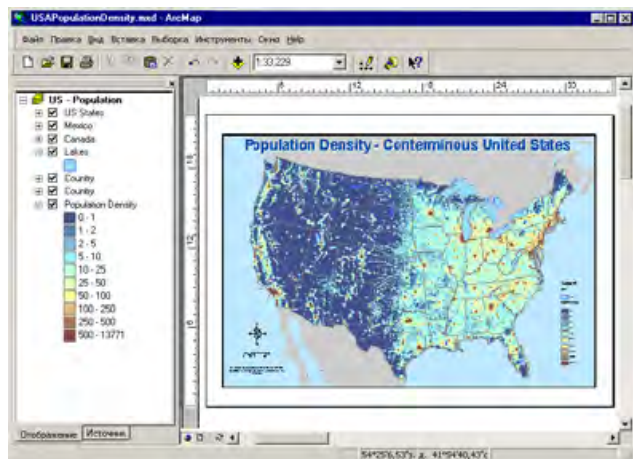 USAPopulationDensity.mxd - ArcMap
Файл Правка Вид Вставка Выборка Инструменты Окно Help
1:33,229
US - Population
US States
Mexico
Canada
Lakes
Country
Country
Population Density
0 - 1
1 - 2
2 - 5
5 - 10
10 - 25
25 - 50
50 - 100
100 - 250
250 - 500
500 - 13771
Отображение Источник
Population Density - Conterminous United States